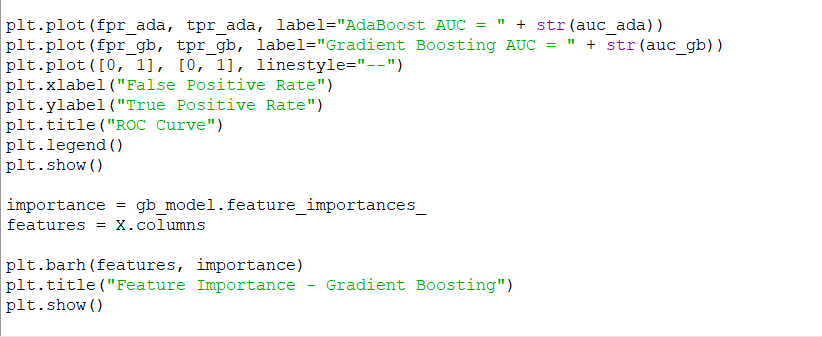 plt.plot(fpr_ada, tpr_ada, label="AdaBoost AUC = " + str(auc_ada))
plt.plot(fpr_gb, tpr_gb, label="Gradient Boosting AUC = " + str(auc_gb))
plt.plot([0, 1], [0, 1], linestyle="--")
plt.xlabel("False Positive Rate")
plt.ylabel("True Positive Rate")
plt.title("ROC Curve")
plt.legend()
plt.show()
importance = gb_model.feature_importances_
features = X.columns
plt.barh(features, importance)
plt.title("Feature Importance - Gradient Boosting")
plt.show()